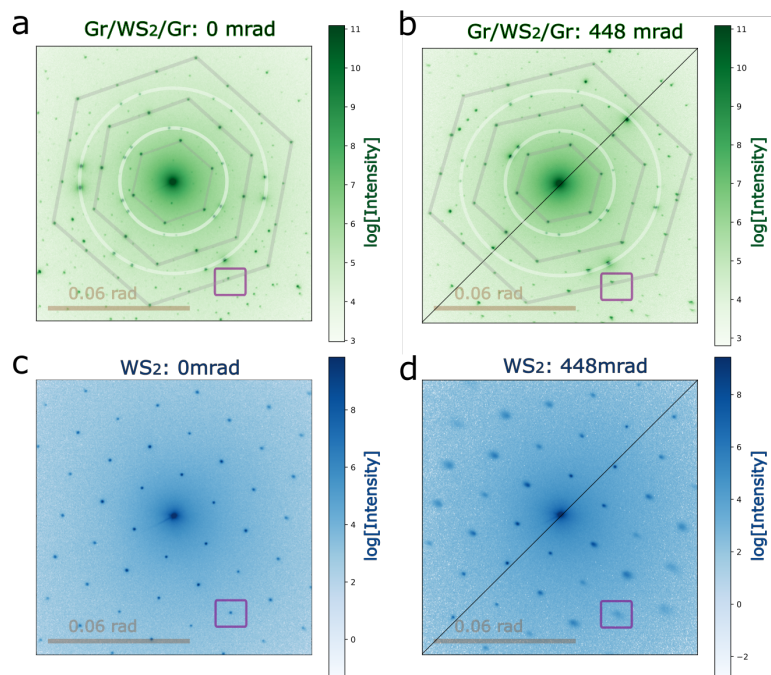 a
Gr/WS₂/Gr: 0 mrad
0.06 rad
11
10
9
8
7
6
5
4
3
log[Intensity]
b
Gr/WS₂/Gr: 448 mrad
0.06 rad
11
10
9
8
7
6
5
4
3
log[Intensity]
c
WS₂: 0mrad
0.06 rad
8
6
4
2
0
log[Intensity]
d
WS₂: 448mrad
0.06 rad
8
6
4
2
0
−2
log[Intensity]